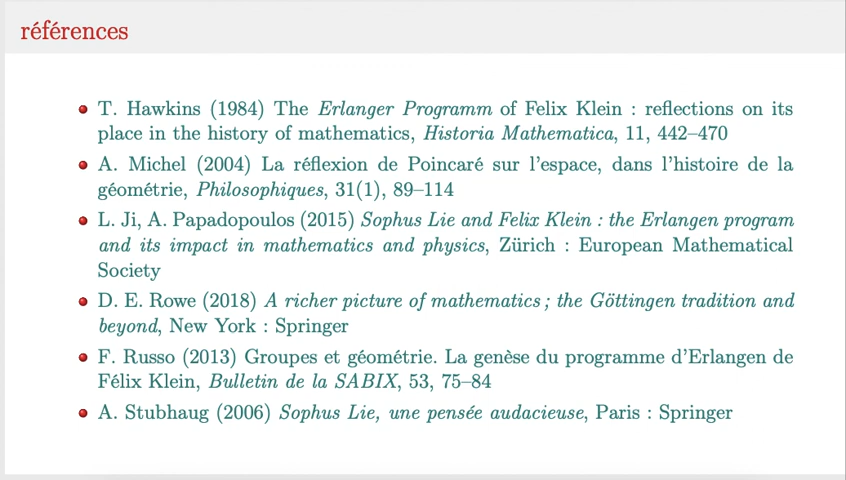 références
T. Hawkins (1984) The Erlanger Programm of Felix Klein : reflections on its
place in the history of mathematics, Historia Mathematica, 11, 442–470
A. Michel (2004) La réflexion de Poincaré sur l'espace, dans l'histoire de la
géométrie, Philosophiques, 31(1), 89–114
L. Ji, A. Papadopoulos (2015) Sophus Lie and Felix Klein : the Erlangen program
and its impact in mathematics and physics, Zürich : European Mathematical
Society
D. E. Rowe (2018) A richer picture of mathematics ; the Göttingen tradition and
beyond, New York : Springer
F. Russo (2013) Groupes et géométrie. La genèse du programme d'Erlangen de
Félix Klein, Bulletin de la SABIX, 53, 75–84
A. Stubhaug (2006) Sophus Lie, une pensée audacieuse, Paris : Springer